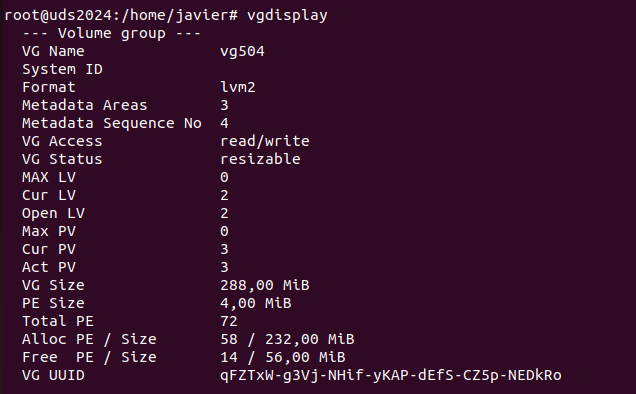 root@uds2024:/home/javier# vgdisplay
  --- Volume group ---
  VG Name               vg504
  System ID
  Format                lvm2
  Metadata Areas        3
  Metadata Sequence No  4
  VG Access             read/write
  VG Status             resizable
  MAX LV                0
  Cur LV                2
  Open LV               2
  Max PV                0
  Cur PV                3
  Act PV                3
  VG Size               288,00 MiB
  PE Size               4,00 MiB
  Total PE              72
  Alloc PE / Size       58 / 232,00 MiB
  Free  PE / Size       14 / 56,00 MiB
  VG UUID               qFZTxW-g3Vj-NHif-yKAP-dEfS-CZ5p-NEDkRo